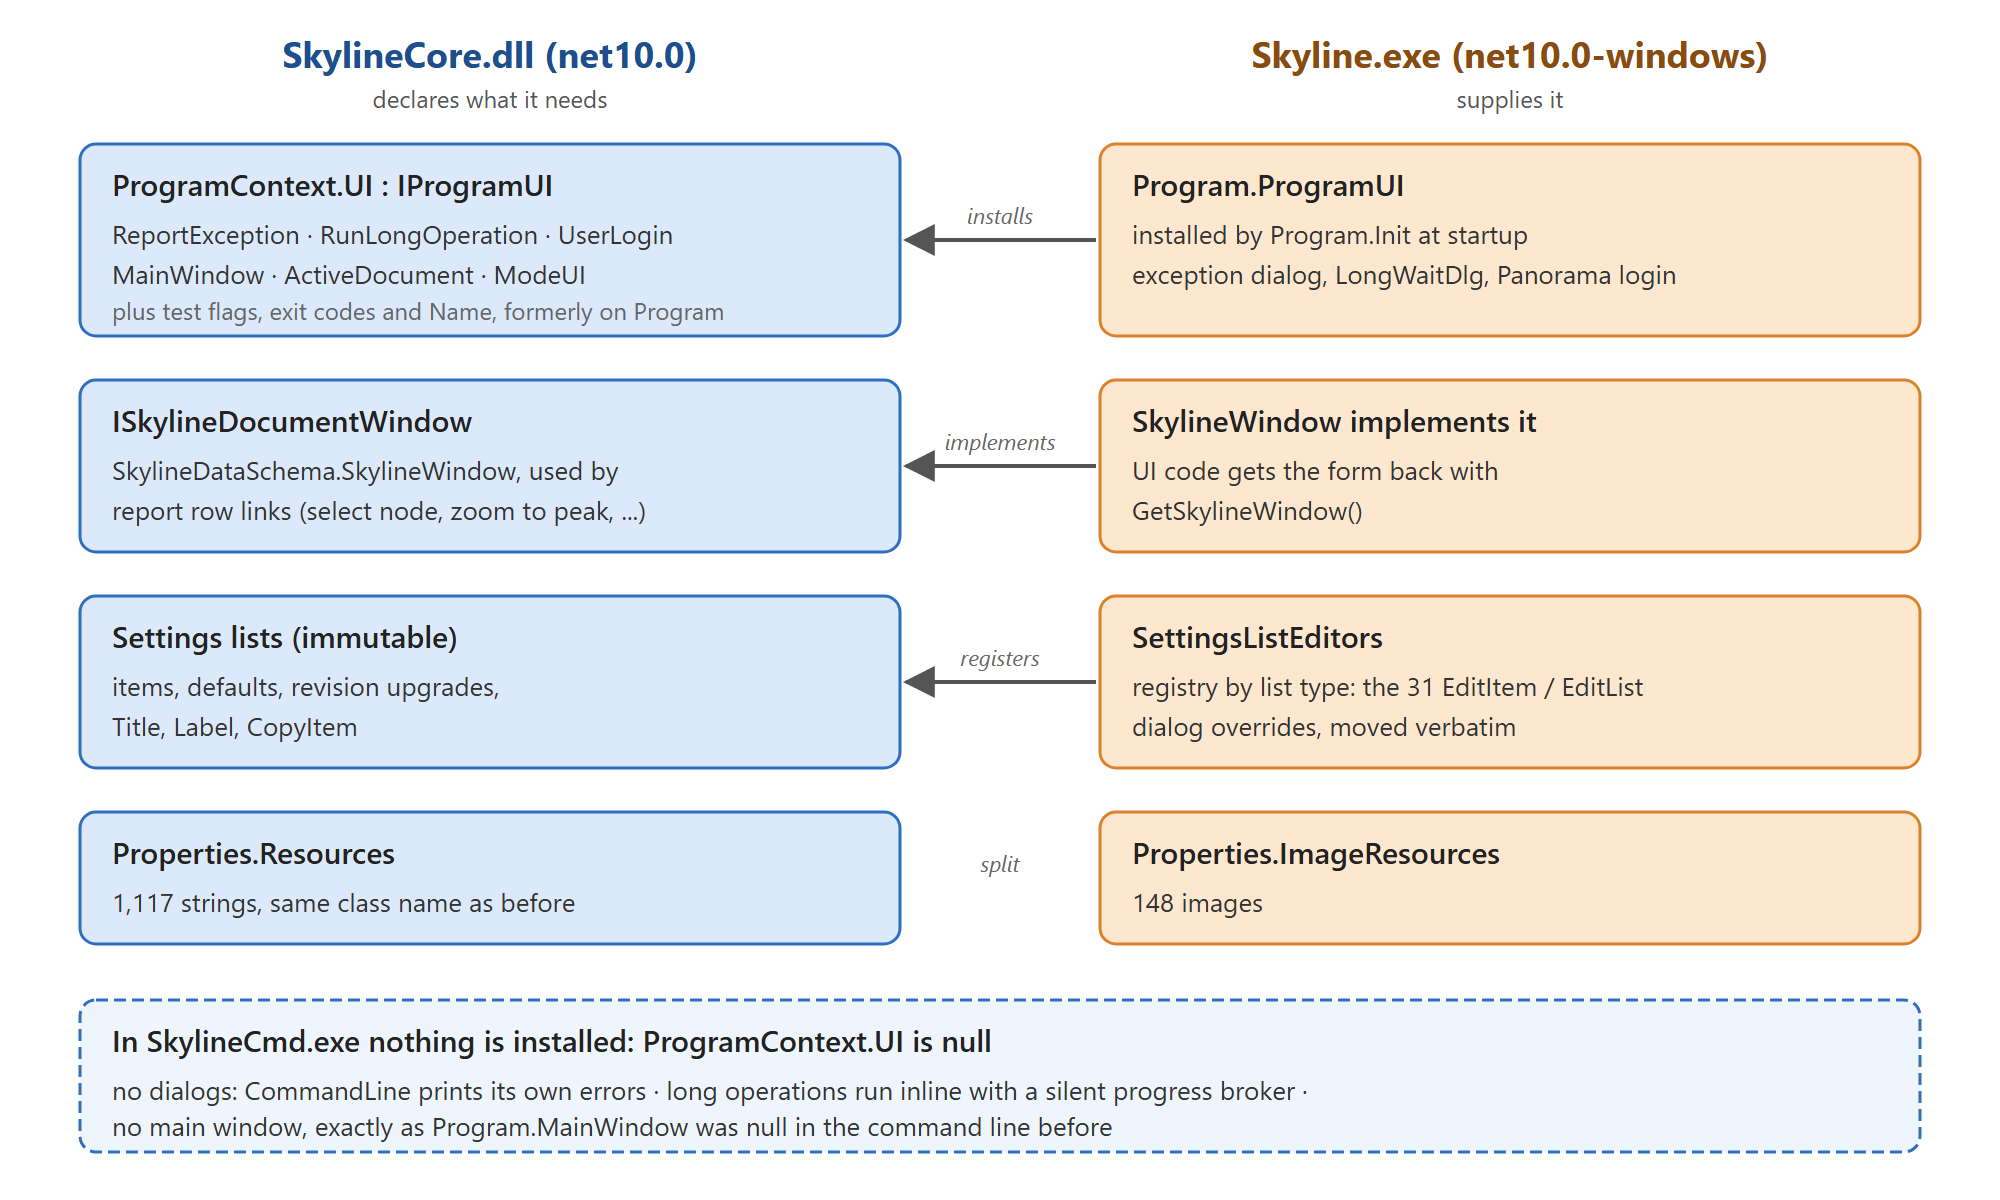 SkylineCore.dll (net10.0)
declares what it needs
Skyline.exe (net10.0-windows)
supplies it
ProgramContext.UI : IProgramUI
ReportException · RunLongOperation · UserLogin
MainWindow · ActiveDocument · ModeUI
plus test flags, exit codes and Name, formerly on Program
installs
Program.ProgramUI
installed by Program.Init at startup
exception dialog, LongWaitDlg, Panorama login
ISkylineDocumentWindow
SkylineDataSchema.SkylineWindow, used by
report row links (select node, zoom to peak, ...)
implements
SkylineWindow implements it
UI code gets the form back with
GetSkylineWindow()
Settings lists (immutable)
items, defaults, revision upgrades,
Title, Label, CopyItem
registers
SettingsListEditors
registry by list type: the 31 EditItem / EditList
dialog overrides, moved verbatim
Properties.Resources
1,117 strings, same class name as before
split
Properties.ImageResources
148 images
In SkylineCmd.exe nothing is installed: ProgramContext.UI is null
no dialogs: CommandLine prints its own errors · long operations run inline with a silent progress broker ·
no main window, exactly as Program.MainWindow was null in the command line before